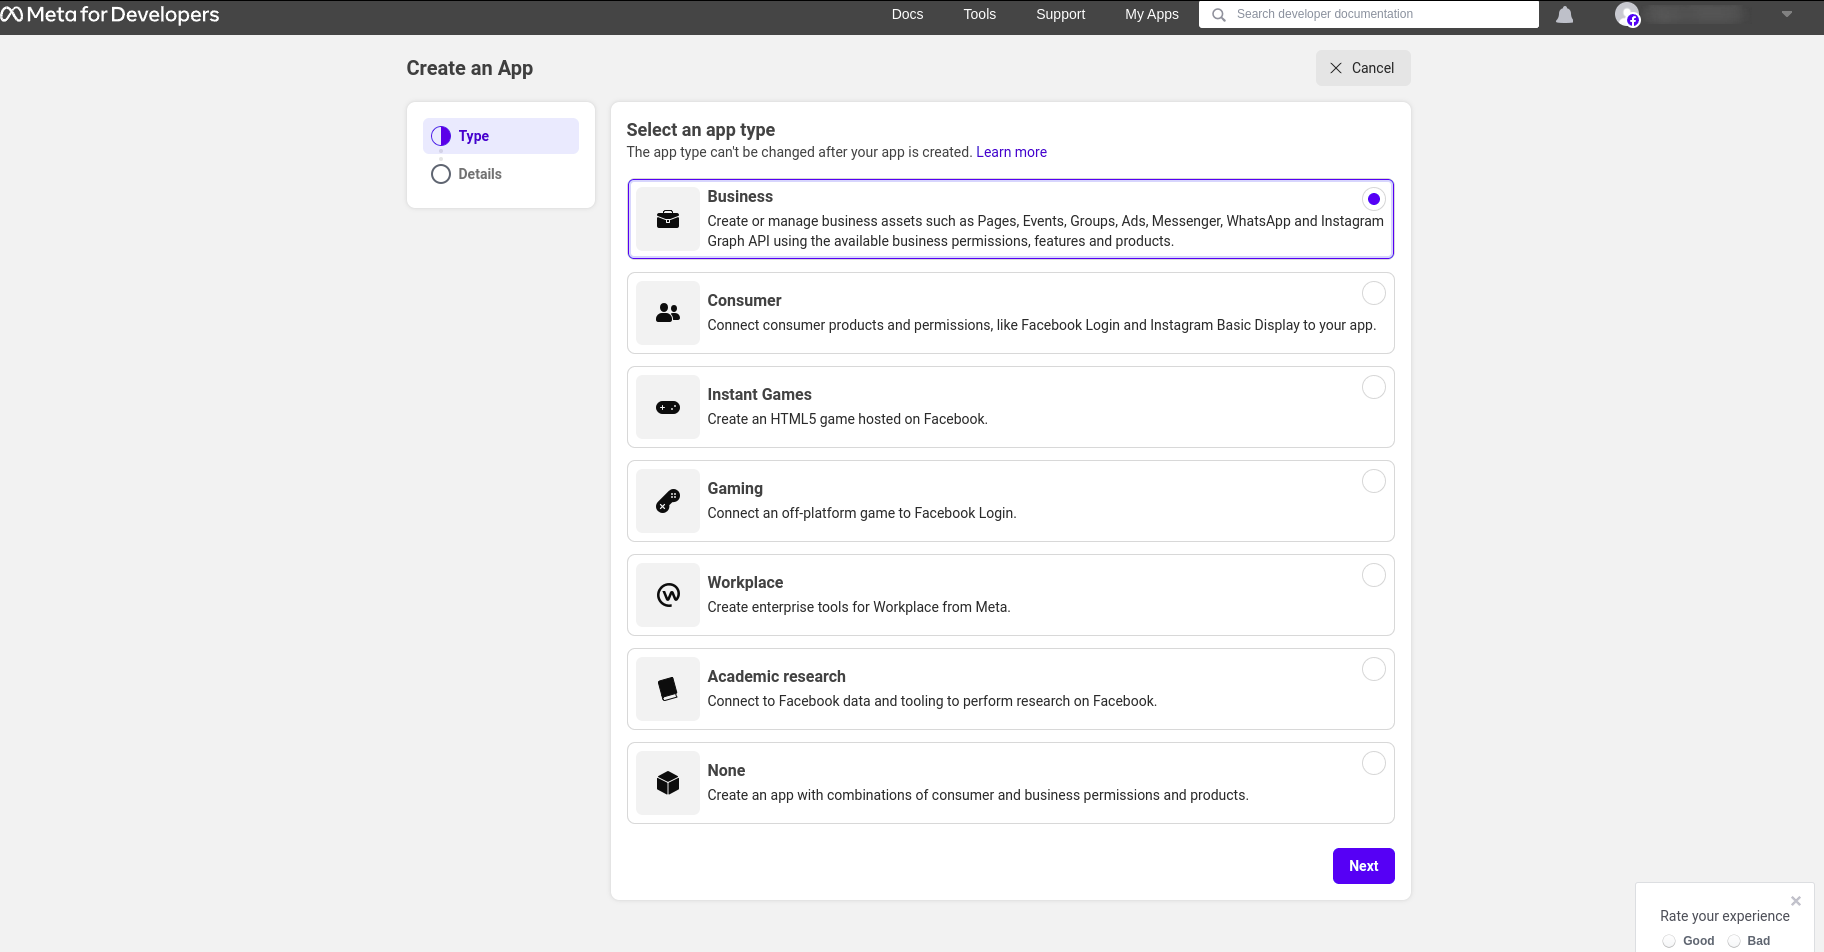 Meta for Developers
Docs
Tools
Support
My Apps
Search developer documentation
Create an App
Cancel
Type
Details
Select an app type
The app type can't be changed after your app is created. Learn more
Business
Create or manage business assets such as Pages, Events, Groups, Ads, Messenger, WhatsApp and Instagram
Graph API using the available business permissions, features and products.
Consumer
Connect consumer products and permissions, like Facebook Login and Instagram Basic Display to your app.
Instant Games
Create an HTML5 game hosted on Facebook.
Gaming
Connect an off-platform game to Facebook Login.
Workplace
Create enterprise tools for Workplace from Meta.
Academic research
Connect to Facebook data and tooling to perform research on Facebook.
None
Create an app with combinations of consumer and business permissions and products.
Next
Rate your experience
Good
Bad